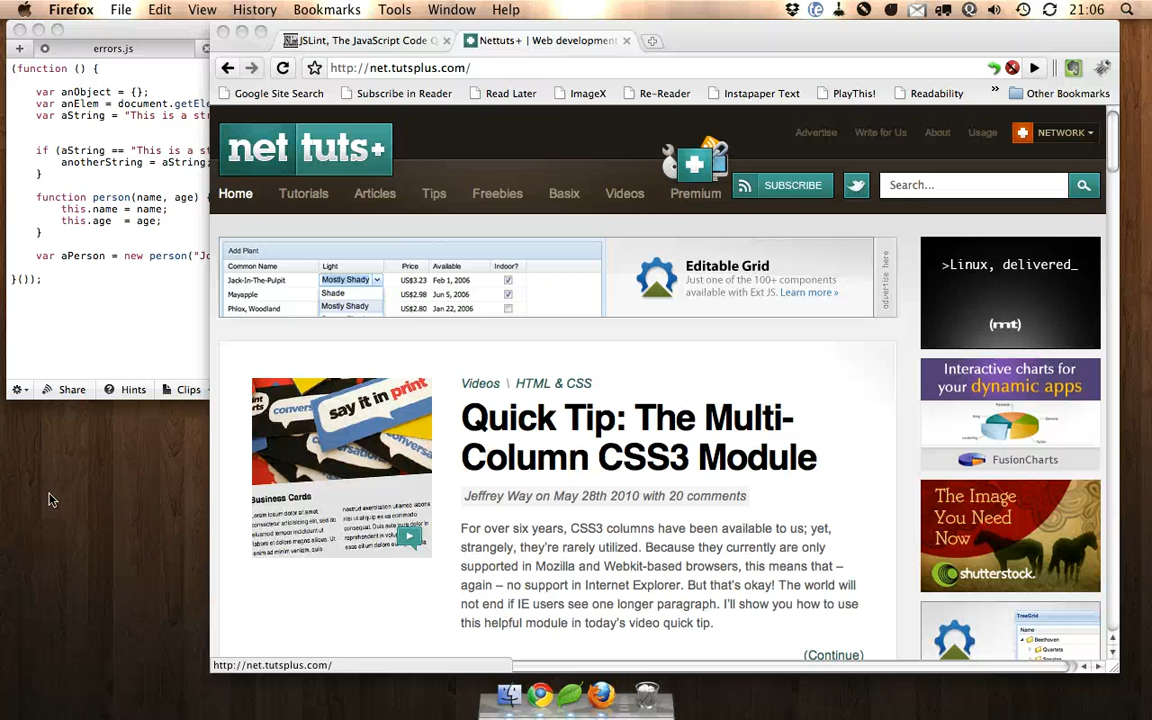 Firefox File Edit View History Bookmarks Tools Window Help 21:06
errors.js
(function () {
var anObject = {};
var anElem = document.getEle
var aString = "This is a st
if (aString == "This is a s
anotherString = aString;
}
function person(name, age) {
this.name = name;
this.age = age;
}
var aPerson = new person("Jo
}());
Share Hints Clips
JSLint, The JavaScript Code Q
Nettuts+ | Web development
http://net.tutsplus.com/
Google Site Search Subscribe in Reader Read Later ImageX Re-Reader Instapaper Text PlayThis! Readability » Other Bookmarks
net tuts+
Advertise Write for Us About Usage NETWORK
Home Tutorials Articles Tips Freebies Basix Videos Premium
SUBSCRIBE
Search...
Add Plant
Common Name Light Price Available Indoor?
Jack-In-The-Pulpit Mostly Shady US$3.23 Feb 1, 2006
Mayapple Shade US$2.98 Jun 5, 2006
Phlox, Woodland Mostly Shady US$2.80 Jan 22, 2006
Editable Grid
Just one of the 100+ components
available with Ext JS. Learn more »
advertise here
>Linux, delivered_
(mt)
Interactive charts for
your dynamic apps
FusionCharts
The Image
You Need
Now
shutterstock.
TreeGrid
Name
Beethoven
Quartets
say it in print
Business Cards
Videos \ HTML & CSS
Quick Tip: The Multi-
Column CSS3 Module
Jeffrey Way on May 28th 2010 with 20 comments
For over six years, CSS3 columns have been available to us; yet,
strangely, they're rarely utilized. Because they currently are only
supported in Mozilla and Webkit-based browsers, this means that –
again – no support in Internet Explorer. But that's okay! The world will
not end if IE users see one longer paragraph. I'll show you how to use
this helpful module in today's video quick tip.
(Continue)
http://net.tutsplus.com/